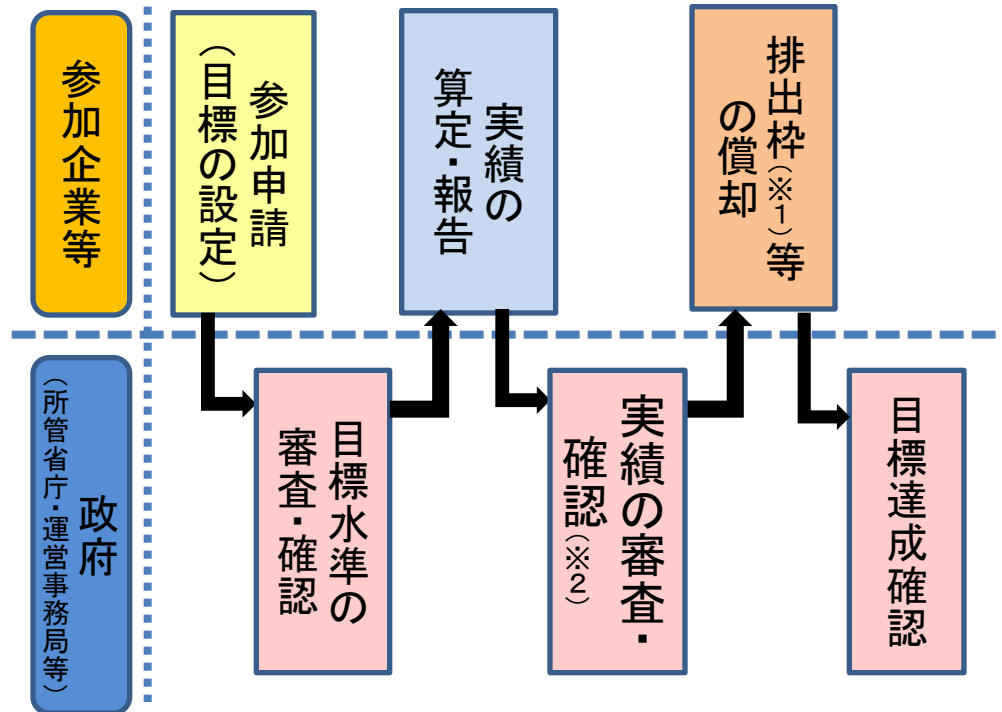 参加企業等
参加申請
（目標の設定）
実績の
算定・報告
排出枠（※1）等
の償却
政府
（所管省庁・運営事務局等）
目標水準の
審査・確認
実績の審査・
確認（※2）
目標達成確認